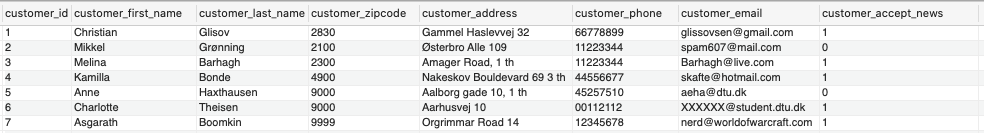 customer_id customer_first_name customer_last_name customer_zipcode customer_address customer_phone customer_email customer_accept_news
1 Christian Glisov 2830 Gammel Haslevvej 32 66778899 glissovsen@gmail.com 1
2 Mikkel Grønning 2100 Østerbro Alle 109 11223344 spam607@mail.com 0
3 Melina Barhagh 2300 Amager Road, 1 th 11223344 Barhagh@live.com 1
4 Kamilla Bonde 4900 Nakeskov Bouldevard 69 3 th 44556677 skafte@hotmail.com 1
5 Anne Haxthausen 9000 Aalborg gade 10, 1 th 45257510 aeha@dtu.dk 0
6 Charlotte Theisen 9000 Aarhusvej 10 00112112 XXXXXX@student.dtu.dk 1
7 Asgarath Boomkin 9999 Orgrimmar Road 14 12345678 nerd@worldofwarcraft.com 1